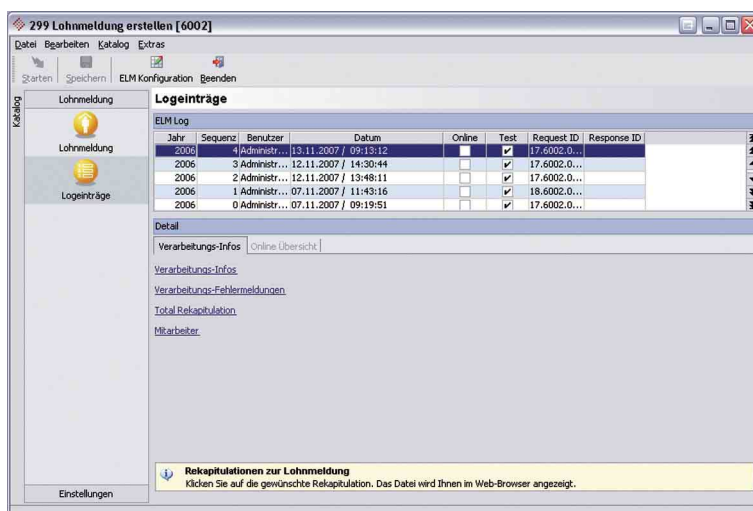 299 Lohnmeldung erstellen [6002]
Datei Bearbeiten Katalog Extras
Starten Speichern ELM Konfiguration Beenden
Katalog
Lohnmeldung
Lohnmeldung
Logeinträge
Einstellungen
Logeinträge
ELM Log
Jahr Sequenz Benutzer Datum Online Test Request ID Response ID
2006 4 Administr... 13.11.2007 / 09:13:12 17.6002.0...
2006 3 Administr... 12.11.2007 / 14:30:44 17.6002.0...
2006 2 Administr... 12.11.2007 / 13:48:11 17.6002.0...
2006 1 Administr... 07.11.2007 / 11:43:16 18.6002.0...
2006 0 Administr... 07.11.2007 / 09:19:51 17.6002.0...
Detail
Verarbeitungs-Infos Online Übersicht
Verarbeitungs-Infos
Verarbeitungs-Fehlermeldungen
Total Rekapitulation
Mitarbeiter
Rekapitulationen zur Lohnmeldung
Klicken Sie auf die gewünschte Rekapitulation. Das Datei wird Ihnen im Web-Browser angezeigt.